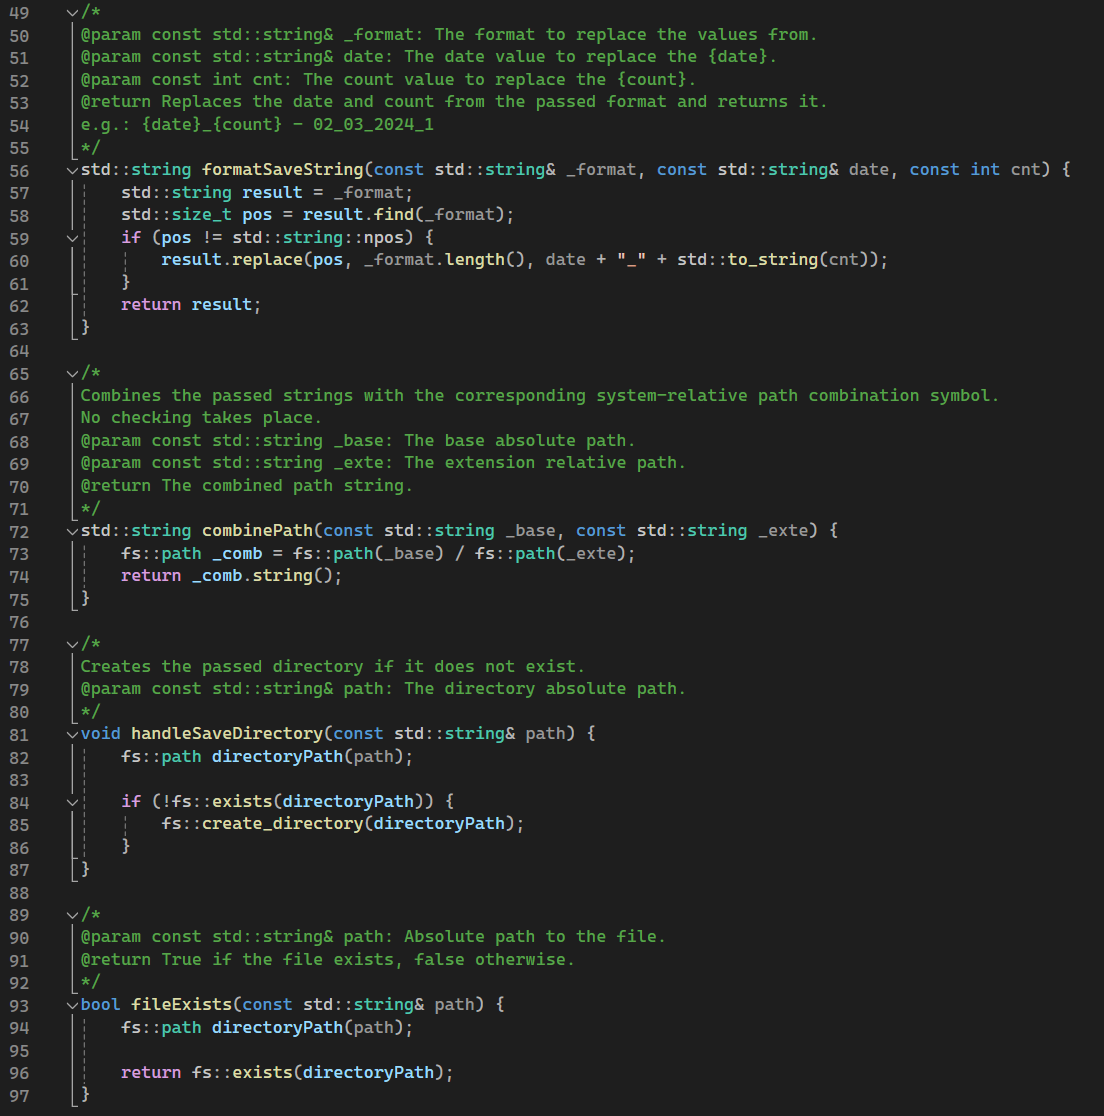 49 /*
50 @param const std::string& _format: The format to replace the values from.
51 @param const std::string& date: The date value to replace the {date}.
52 @param const int cnt: The count value to replace the {count}.
53 @return Replaces the date and count from the passed format and returns it.
54 e.g.: {date}_{count} - 02_03_2024_1
55 */
56 std::string formatSaveString(const std::string& _format, const std::string& date, const int cnt) {
57     std::string result = _format;
58     std::size_t pos = result.find(_format);
59     if (pos != std::string::npos) {
60         result.replace(pos, _format.length(), date + "_" + std::to_string(cnt));
61     }
62     return result;
63 }
64
65 /*
66 Combines the passed strings with the corresponding system-relative path combination symbol.
67 No checking takes place.
68 @param const std::string _base: The base absolute path.
69 @param const std::string _exte: The extension relative path.
70 @return The combined path string.
71 */
72 std::string combinePath(const std::string _base, const std::string _exte) {
73     fs::path _comb = fs::path(_base) / fs::path(_exte);
74     return _comb.string();
75 }
76
77 /*
78 Creates the passed directory if it does not exist.
79 @param const std::string& path: The directory absolute path.
80 */
81 void handleSaveDirectory(const std::string& path) {
82     fs::path directoryPath(path);
83
84     if (!fs::exists(directoryPath)) {
85         fs::create_directory(directoryPath);
86     }
87 }
88
89 /*
90 @param const std::string& path: Absolute path to the file.
91 @return True if the file exists, false otherwise.
92 */
93 bool fileExists(const std::string& path) {
94     fs::path directoryPath(path);
95
96     return fs::exists(directoryPath);
97 }